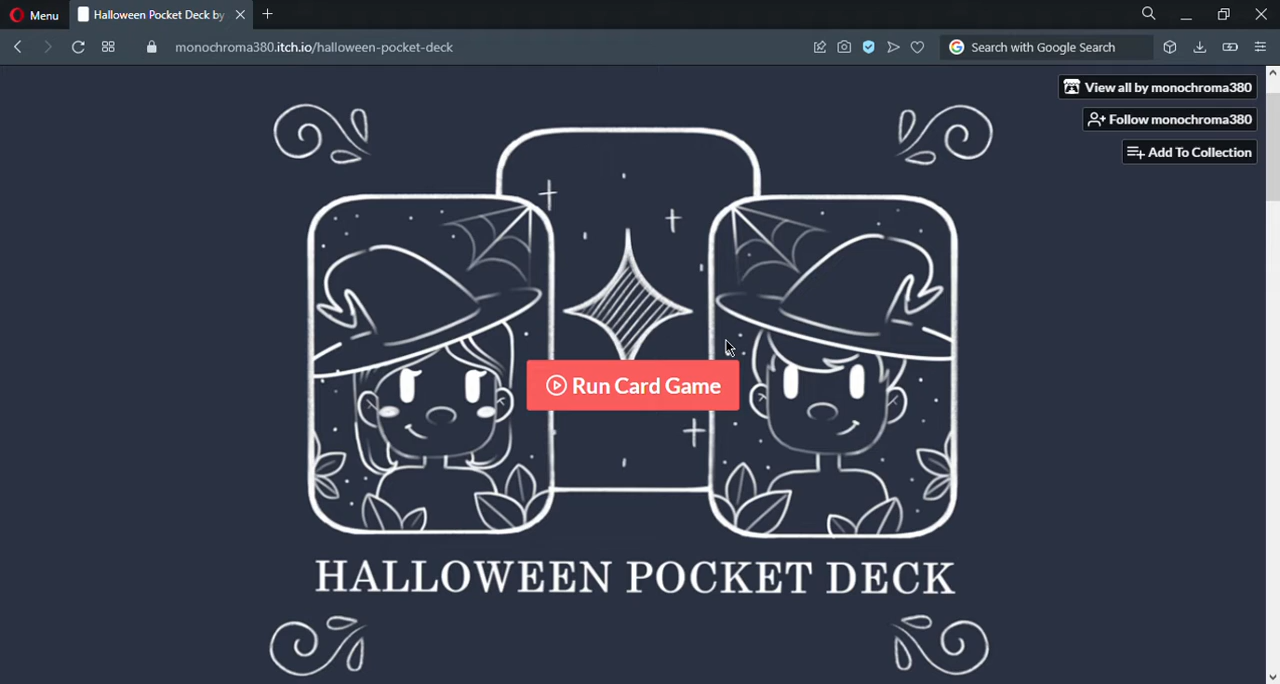 Menu
Halloween Pocket Deck by
monochroma380.itch.io/halloween-pocket-deck
Search with Google Search
View all by monochroma380
Follow monochroma380
Add To Collection
Run Card Game
HALLOWEEN POCKET DECK